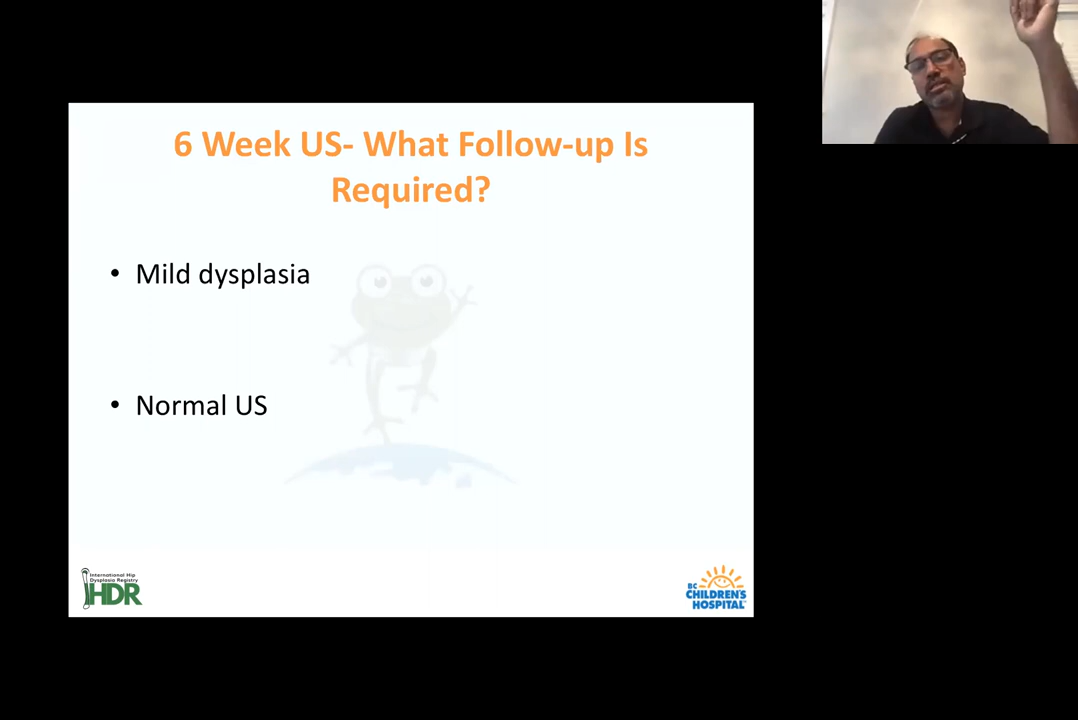 6 Week US- What Follow-up Is
Required?
• Mild dysplasia
• Normal US
International Hip
Dysplasia Registry
IHDR
BC
CHILDREN'S
HOSPITAL